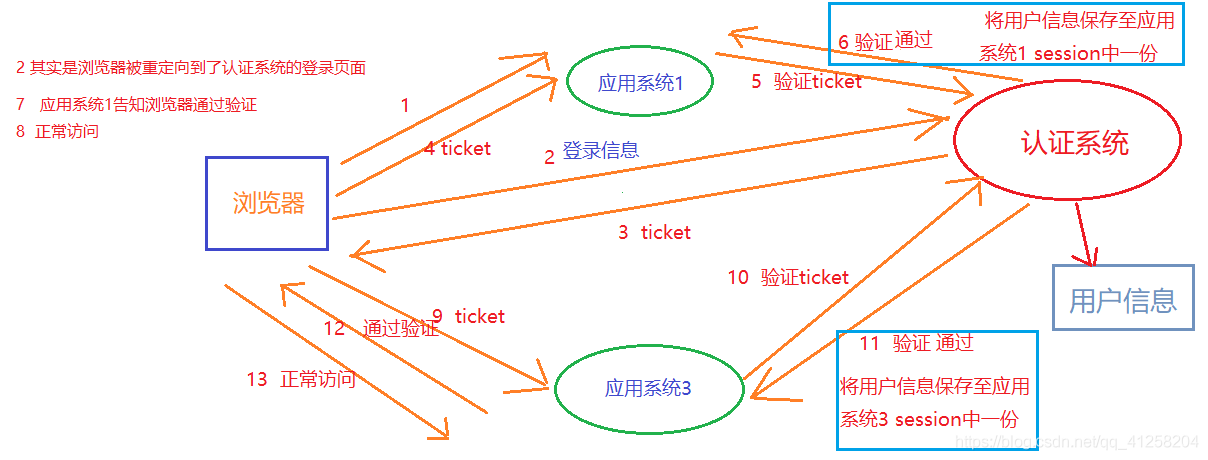 6 验证通过
将用户信息保存至应用
系统1 session中一份
2 其实是浏览器被重定向到了认证系统的登录页面
7 应用系统1告知浏览器通过验证
8 正常访问
1
应用系统1
5 验证ticket
4 ticket
2 登录信息
认证系统
浏览器
3 ticket
10 验证ticket
用户信息
9 ticket
12 通过验证
13 正常访问
应用系统3
11 验证 通过
将用户信息保存至应用
系统3 session中一份
https://blog.csdn.net/qq_41258204